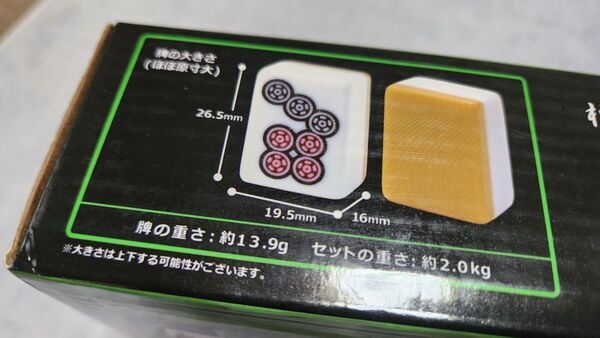 牌の大きさ
(ほぼ原寸大)
26.5mm
19.5mm
16mm
牌の重さ:約13.9g セットの重さ:約2.0kg
※大きさは上下する可能性がございます。